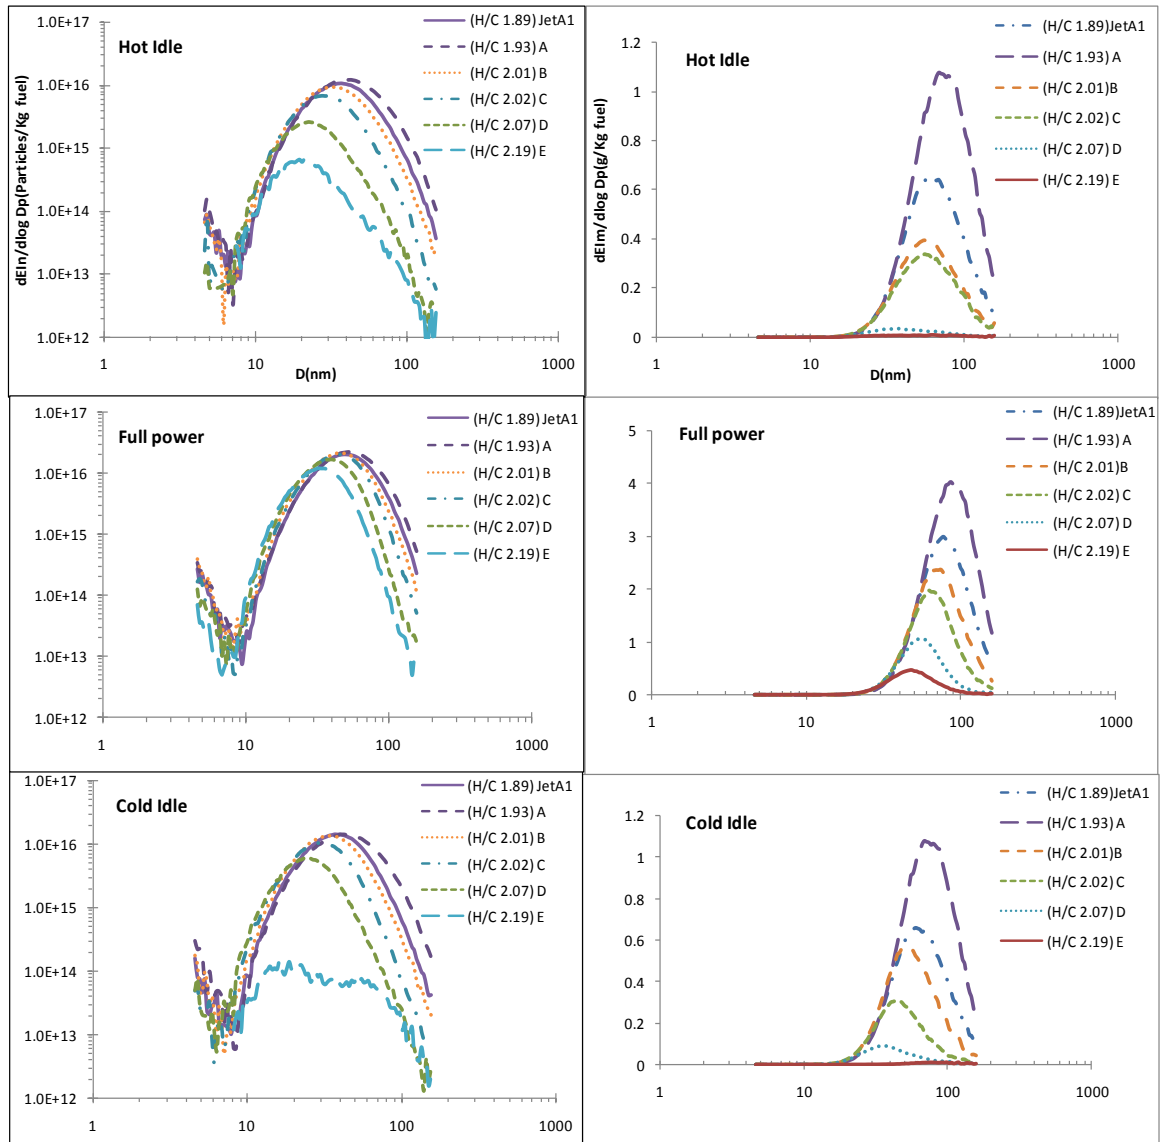 Hot Idle
dEIn/dlog Dp(Particles/Kg fuel)
1.0E+17
1.0E+16
1.0E+15
1.0E+14
1.0E+13
1.0E+12
1
10
100
1000
D(nm)
(H/C 1.89) JetA1
(H/C 1.93) A
(H/C 2.01) B
(H/C 2.02) C
(H/C 2.07) D
(H/C 2.19) E
Hot Idle
dEIm/dlog Dp(g/Kg fuel)
1.2
1
0.8
0.6
0.4
0.2
0
1
10
100
1000
D(nm)
(H/C 1.89)JetA1
(H/C 1.93) A
(H/C 2.01)B
(H/C 2.02) C
(H/C 2.07) D
(H/C 2.19) E
Full power
1.0E+17
1.0E+16
1.0E+15
1.0E+14
1.0E+13
1.0E+12
1
10
100
1000
(H/C 1.89) JetA1
(H/C 1.93) A
(H/C 2.01) B
(H/C 2.02) C
(H/C 2.07) D
(H/C 2.19) E
Full power
5
4
3
2
1
0
1
10
100
1000
(H/C 1.89)JetA1
(H/C 1.93) A
(H/C 2.01)B
(H/C 2.02) C
(H/C 2.07) D
(H/C 2.19) E
Cold Idle
1.0E+17
1.0E+16
1.0E+15
1.0E+14
1.0E+13
1.0E+12
1
10
100
1000
(H/C 1.89) JetA1
(H/C 1.93) A
(H/C 2.01) B
(H/C 2.02) C
(H/C 2.07) D
(H/C 2.19) E
Cold Idle
1.2
1
0.8
0.6
0.4
0.2
0
1
10
100
1000
(H/C 1.89)JetA1
(H/C 1.93) A
(H/C 2.01)B
(H/C 2.02) C
(H/C 2.07) D
(H/C 2.19) E